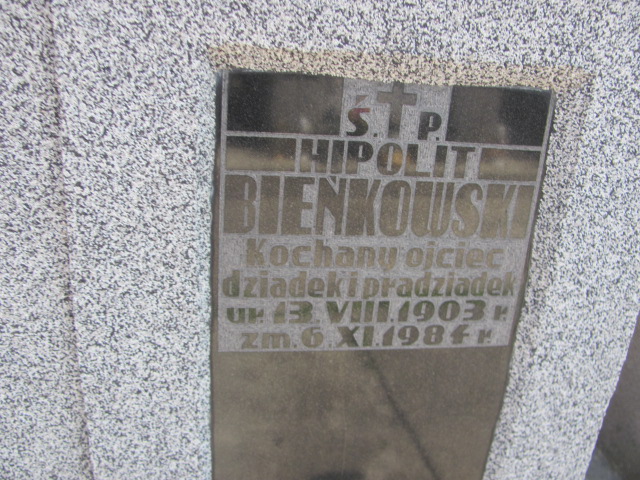 Ś. P.
HIPOLIT
BIEŃKOWSKI
Kochany ojciec
dziadek i pradziadek
ur. 13. VIII. 1903 r.
zm. 6. XI. 1984 r.